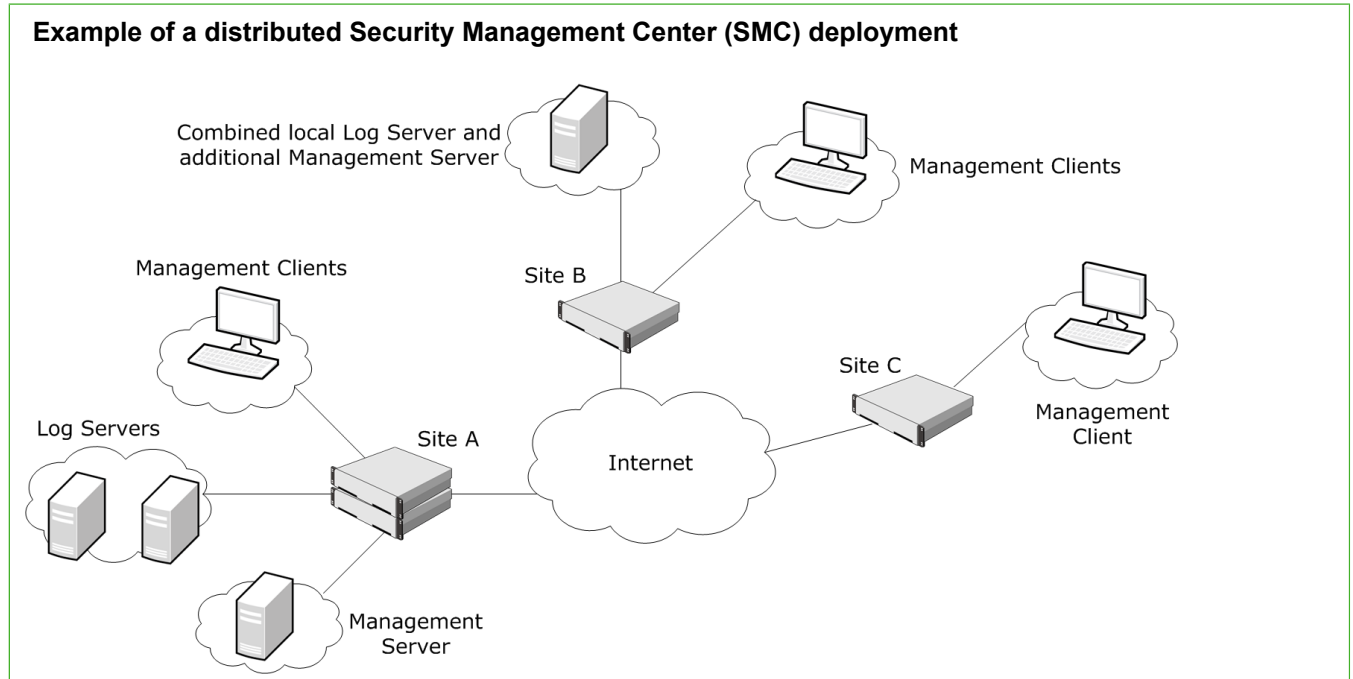 Example of a distributed Security Management Center (SMC) deployment
Combined local Log Server and
additional Management Server
Management Clients
Management Clients
Site B
Site C
Management
Client
Log Servers
Site A
Internet
Management
Server